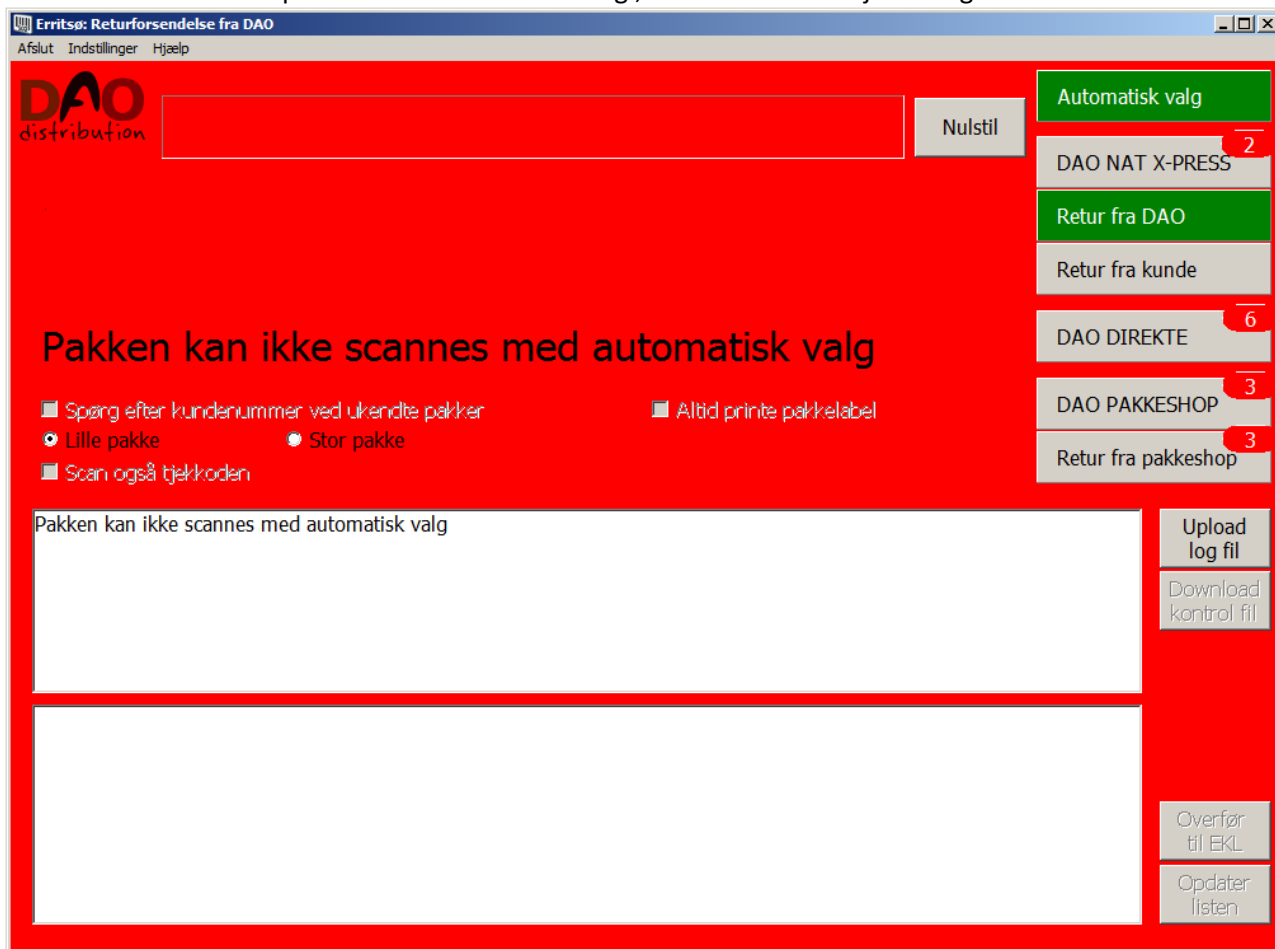 Erritsø: Returforsendelse fra DAO
Afslut Indstillinger Hjælp
DAO
distribution
Nulstil
Automatisk valg
2
DAO NAT X-PRESS
Retur fra DAO
Retur fra kunde
6
DAO DIREKTE
3
DAO PAKKESHOP
3
Retur fra pakkeshop
Pakken kan ikke scannes med automatisk valg
Spørg efter kundenummer ved ukendte pakker
Altid printe pakkelabel
Lille pakke
Stor pakke
Scan også tjekkoden
Pakken kan ikke scannes med automatisk valg
Upload
log fil
Download
kontrol fil
Overfør
til EKL
Opdater
listen